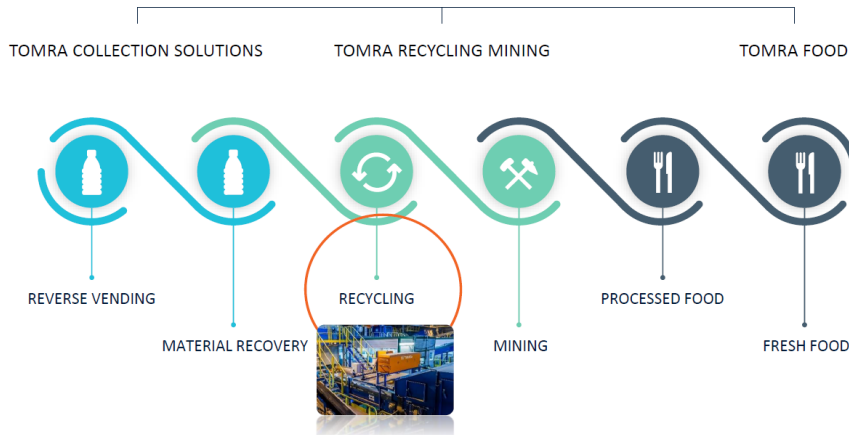 TOMRA COLLECTION SOLUTIONS
TOMRA RECYCLING MINING
TOMRA FOOD
REVERSE VENDING
RECYCLING
PROCESSED FOOD
MATERIAL RECOVERY
MINING
FRESH FOOD